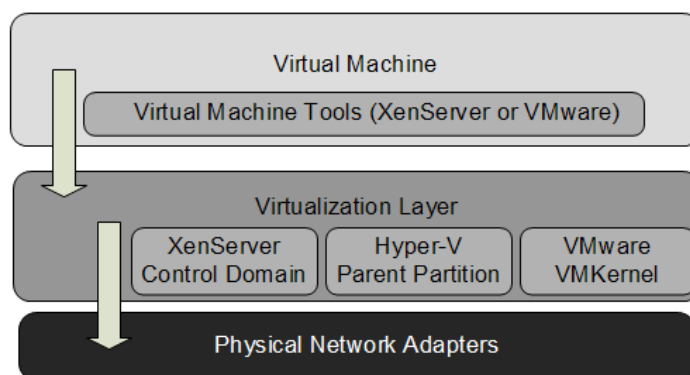 Virtual Machine
Virtual Machine Tools (XenServer or VMware)
Virtualization Layer
XenServer
Control Domain
Hyper-V
Parent Partition
VMware
VMKernel
Physical Network Adapters